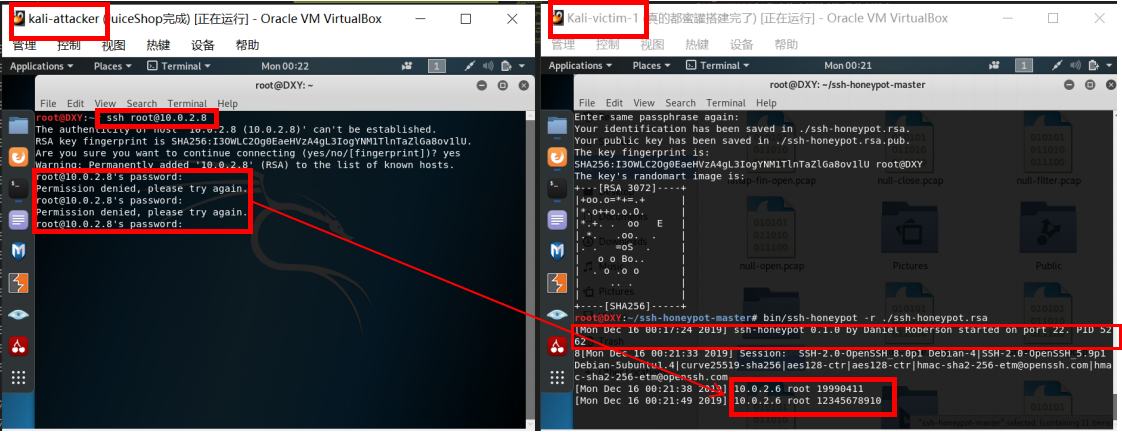 kali-attacker (JuiceShop完成) [正在运行] - Oracle VM VirtualBox
管理 控制 视图 热键 设备 帮助
Applications Places Terminal Mon 00:22 1
root@DXY: ~
File Edit View Search Terminal Help
root@DXY:~ ssh root@10.0.2.8
The authenticity of host '10.0.2.8 (10.0.2.8)' can't be established.
RSA key fingerprint is SHA256:I3OWLC2Og0EaeHVzA4gL3IogYNM1TlnTaZlGa8ov1lU.
Are you sure you want to continue connecting (yes/no/[fingerprint])? yes
Warning: Permanently added '10.0.2.8' (RSA) to the list of known hosts.
root@10.0.2.8's password:
Permission denied, please try again.
root@10.0.2.8's password:
Permission denied, please try again.
root@10.0.2.8's password:
Kali-victim-1 (真的都蜜罐搭建完了) [正在运行] - Oracle VM VirtualBox
管理 控制 视图 热键 设备 帮助
Applications Places Terminal Mon 00:21 1
root@DXY: ~/ssh-honeypot-master
File Edit View Search Terminal Help
Enter same passphrase again:
Your identification has been saved in ./ssh-honeypot.rsa.
Your public key has been saved in ./ssh-honeypot.rsa.pub.
The key fingerprint is:
SHA256:I3OWLC2Og0EaeHVzA4gL3IogYNM1TlnTaZlGa8ov1lU root@DXY
The key's randomart image is:
+---[RSA 3072]----+
|+oo.o=*+=.+ |
|*.o++o.o.O. |
|*.+. . oo E |
|.*. .oo. . |
|. . =oS . |
| o o Bo.. |
| . o .o o |
| .. . |
| . |
+----[SHA256]-----+
root@DXY:~/ssh-honeypot-master# bin/ssh-honeypot -r ./ssh-honeypot.rsa
[Mon Dec 16 00:17:24 2019] ssh-honeypot 0.1.0 by Daniel Roberson started on port 22. PID 52
62
8[Mon Dec 16 00:21:33 2019] Session: SSH-2.0-OpenSSH_8.0p1 Debian-4|SSH-2.0-OpenSSH_5.9p1
Debian-5ubuntu1.4|curve25519-sha256|aes128-ctr|aes128-ctr|hmac-sha2-256-etm@openssh.com|hma
c-sha2-256-etm@openssh.com
[Mon Dec 16 00:21:38 2019] 10.0.2.6 root 19990411
[Mon Dec 16 00:21:49 2019] 10.0.2.6 root 12345678910
nmap-fin-open.pcap
null-close.pcap
null-filter.pcap
null-open.pcap
Pictures
Public
Pictures
Trash